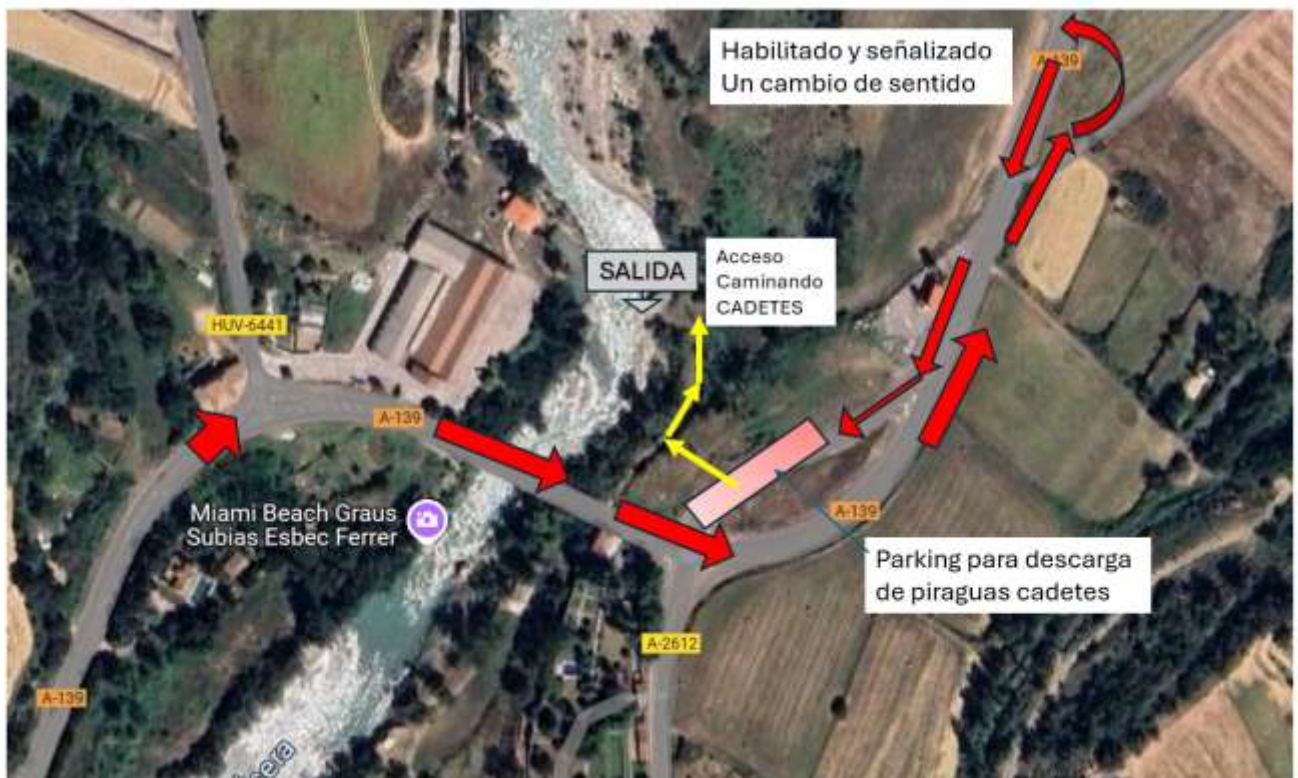 Habilitado y señalizado
Un cambio de sentido
A-139
SALIDA
Acceso
Caminando
CADETES
HUV-6441
A-139
Miami Beach Graus
Subias Esbec Ferrer
A-139
Parking para descarga
de piraguas cadetes
A-2612
A-139